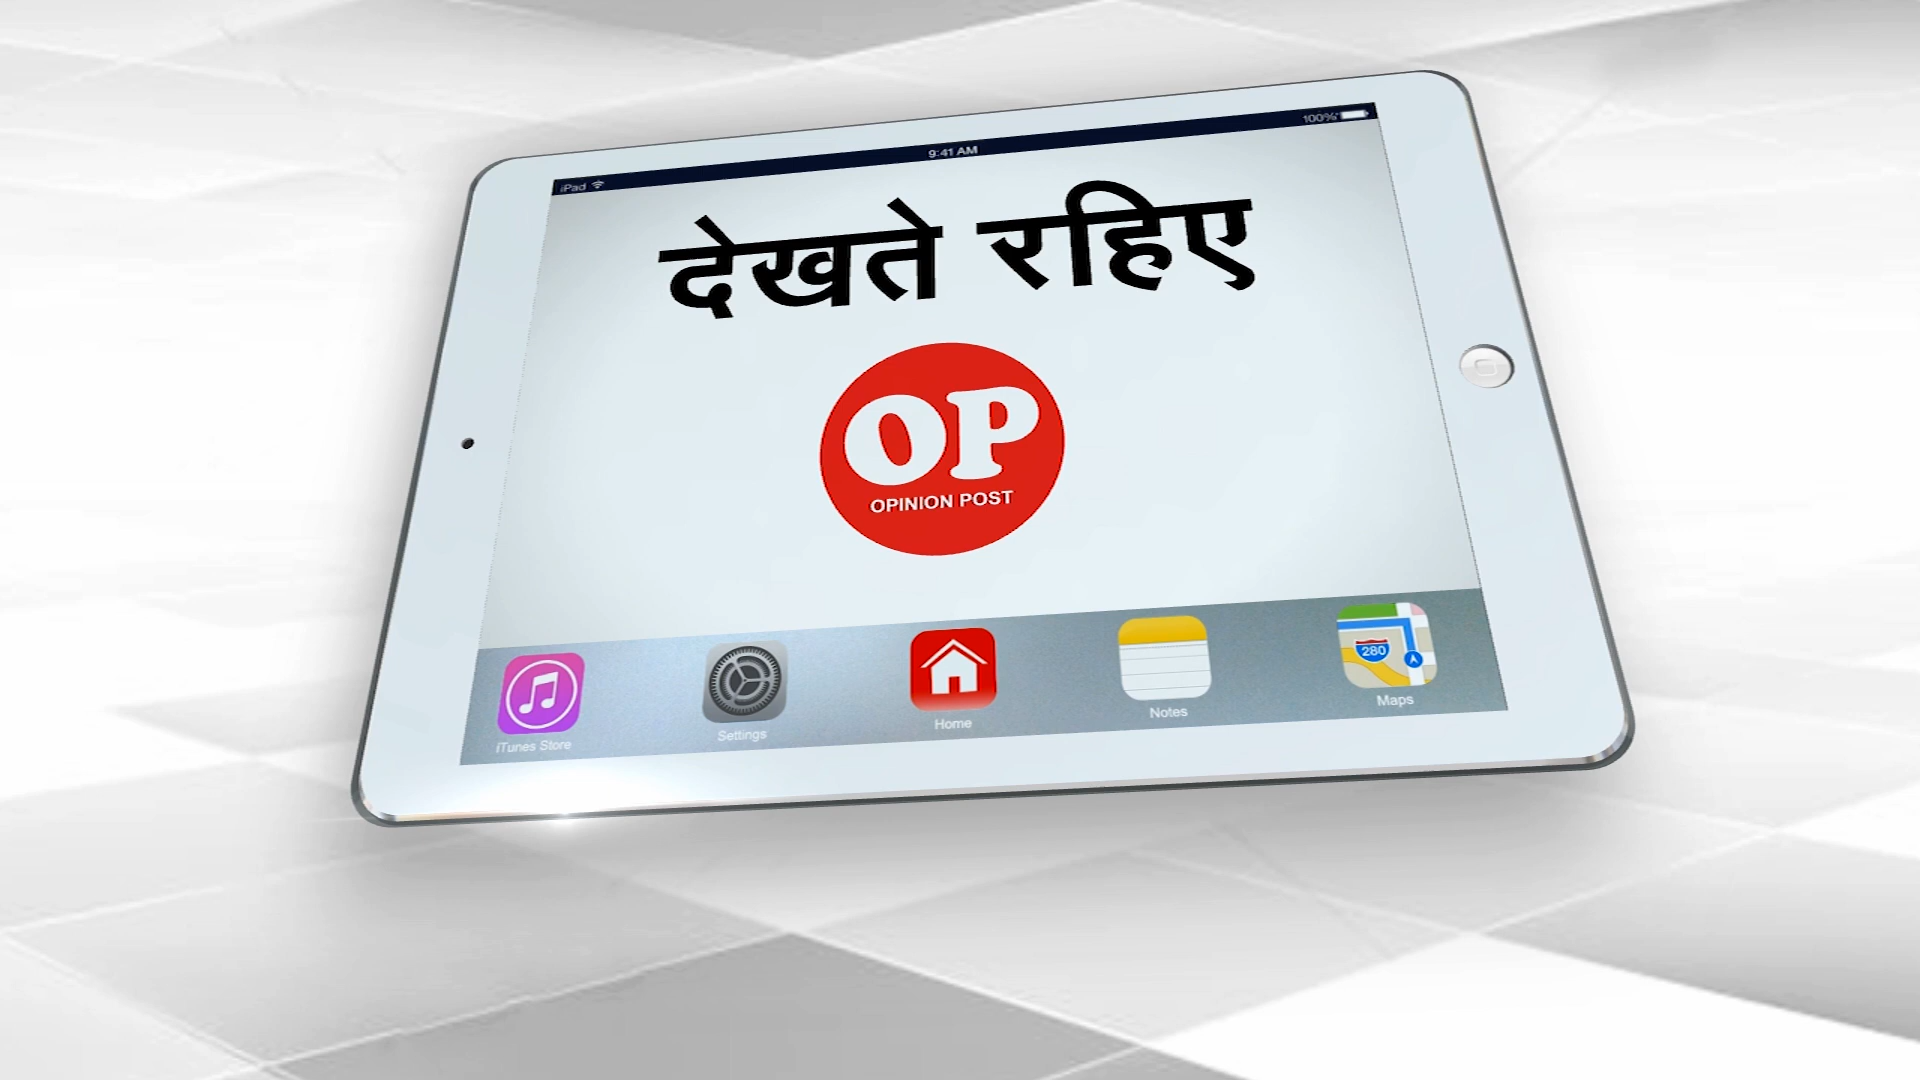 iPad 9:41 AM 100%
देखते रहिए
OP
OPINION POST
280
iTunes Store Settings Home Notes Maps